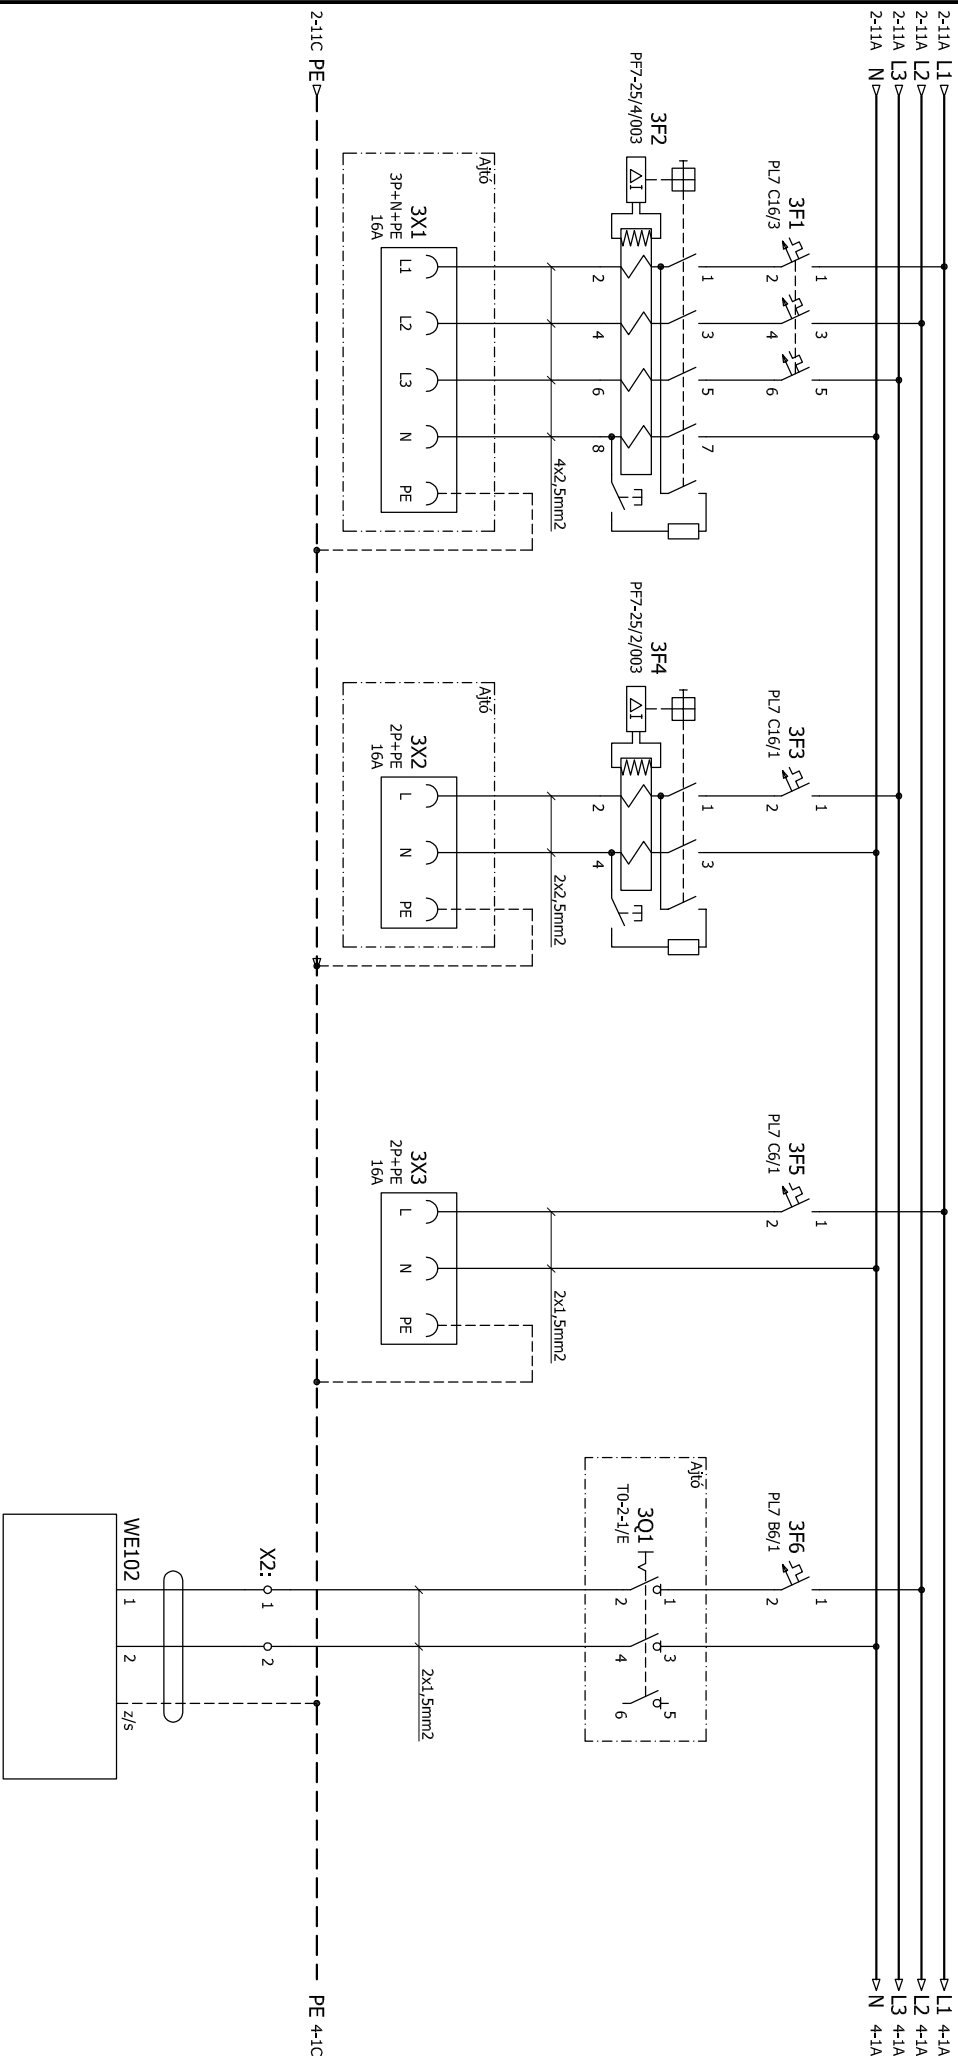 2-11A L1
2-11A L2
2-11A L3
2-11A N
L1 4-1A
L2 4-1A
L3 4-1A
N 4-1A
3F1
PL7 C16/3
1
2
3
4
5
6
3F2
PF7-25/4/003
ΔI
1
3
5
7
2
4
6
8
4x2,5mm2
Ajtó
3X1
3P+N+PE
16A
L1
L2
L3
N
PE
3F3
PL7 C16/1
1
2
3F4
PF7-25/2/003
ΔI
1
3
2
4
2x2,5mm2
Ajtó
3X2
2P+PE
16A
L
N
PE
3F5
PL7 C6/1
1
2
2x1,5mm2
3X3
2P+PE
16A
L
N
PE
3F6
PL7 B6/1
1
2
Ajtó
3Q1
T0-2-1/E
1
3
5
2
4
6
2x1,5mm2
2-11C PE
PE 4-1C
X2:
1
2
WE102
1
2
z/s